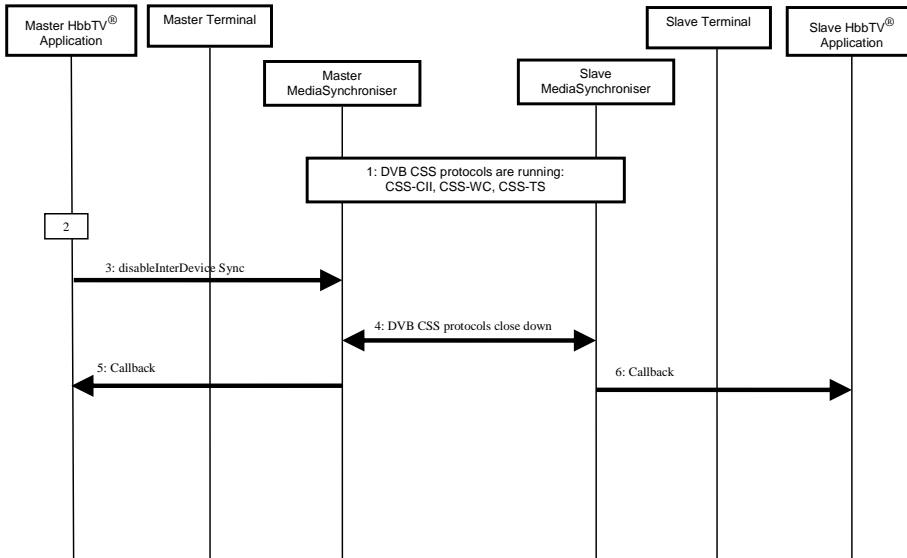 Master HbbTV®
Application
Master Terminal
Slave Terminal
Slave HbbTV®
Application
Master
MediaSynchroniser
Slave
MediaSynchroniser
1: DVB CSS protocols are running:
CSS-CII, CSS-WC, CSS-TS
2
3: disableInterDevice Sync
4: DVB CSS protocols close down
5: Callback
6: Callback